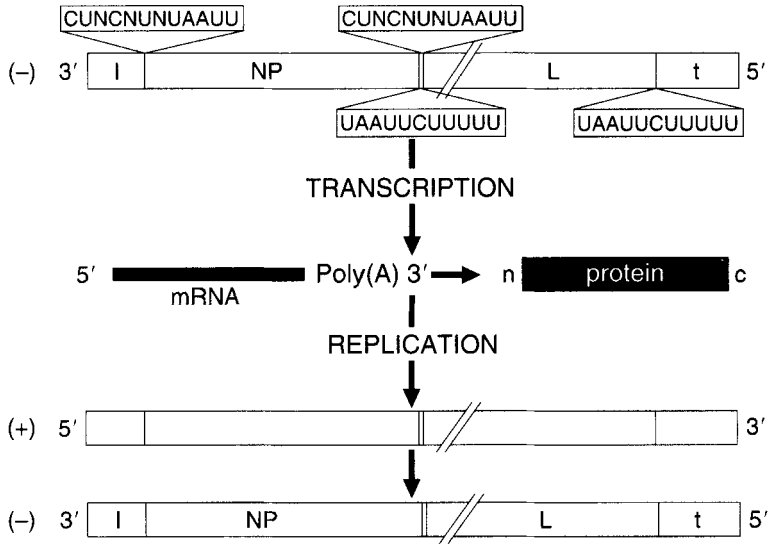 CUNCNUNUAAUU CUNCNUNUAAUU
(–) 3′ l NP L t 5′
UAAUUCUUUUU UAAUUCUUUUU
TRANSCRIPTION
5′ Poly(A) 3′ n protein c
mRNA
REPLICATION
(+) 5′ 3′
(–) 3′ l NP L t 5′